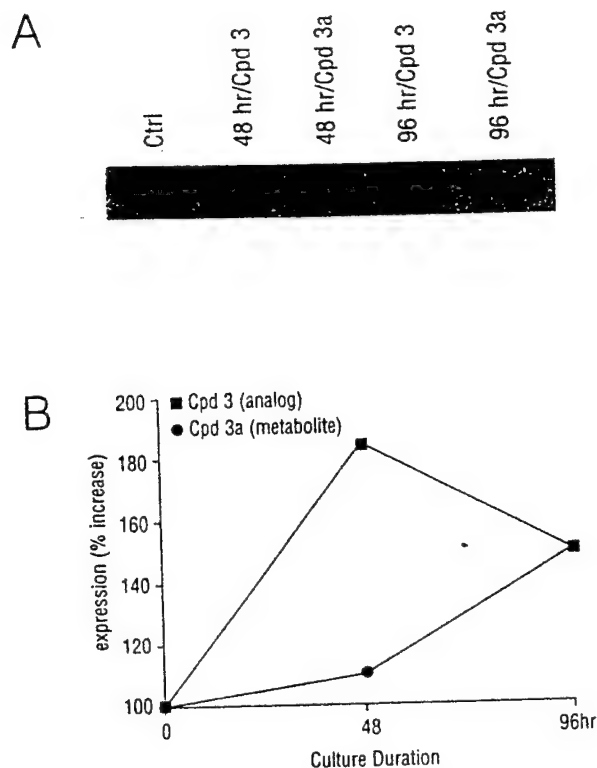 A
Ctrl
48 hr/Cpd 3
48 hr/Cpd 3a
96 hr/Cpd 3
96 hr/Cpd 3a
B
Cpd 3 (analog)
Cpd 3a (metabolite)
expression (% increase)
200
180
160
140
120
100
0
48
96hr
Culture Duration